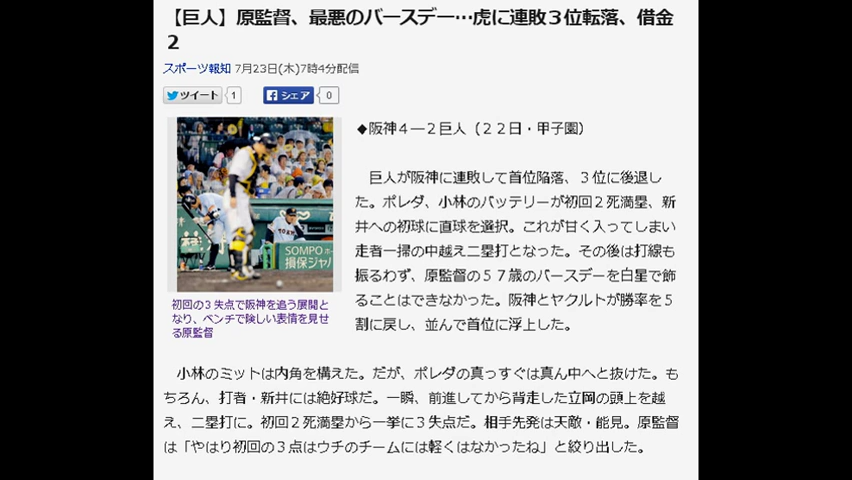 【巨人】原監督、最悪のバースデー…虎に連敗３位転落、借金
２
スポーツ報知 7月23日(木)7時4分配信
ツイート 1 シェア 0
◆阪神４―２巨人（２２日・甲子園）
巨人が阪神に連敗して首位陥落、３位に後退し
た。ポレダ、小林のバッテリーが初回２死満塁、新
井への初球に直球を選択。これが甘く入ってしまい
走者一掃の中越え二塁打となった。その後は打線も
振るわず、原監督の５７歳のバースデーを白星で飾
ることはできなかった。阪神とヤクルトが勝率を５
割に戻し、並んで首位に浮上した。
SOMPO
損保ジャパ
初回の３失点で阪神を追う展開と
なり、ベンチで険しい表情を見せ
る原監督
小林のミットは内角を構えた。だが、ポレダの真っすぐは真ん中へと抜けた。も
ちろん、打者・新井には絶好球だ。一瞬、前進してから背走した立岡の頭上を越
え、二塁打に。初回２死満塁から一挙に３失点だ。相手先発は天敵・能見。原監督
は「やはり初回の３点はウチのチームには軽くはなかったね」と絞り出した。